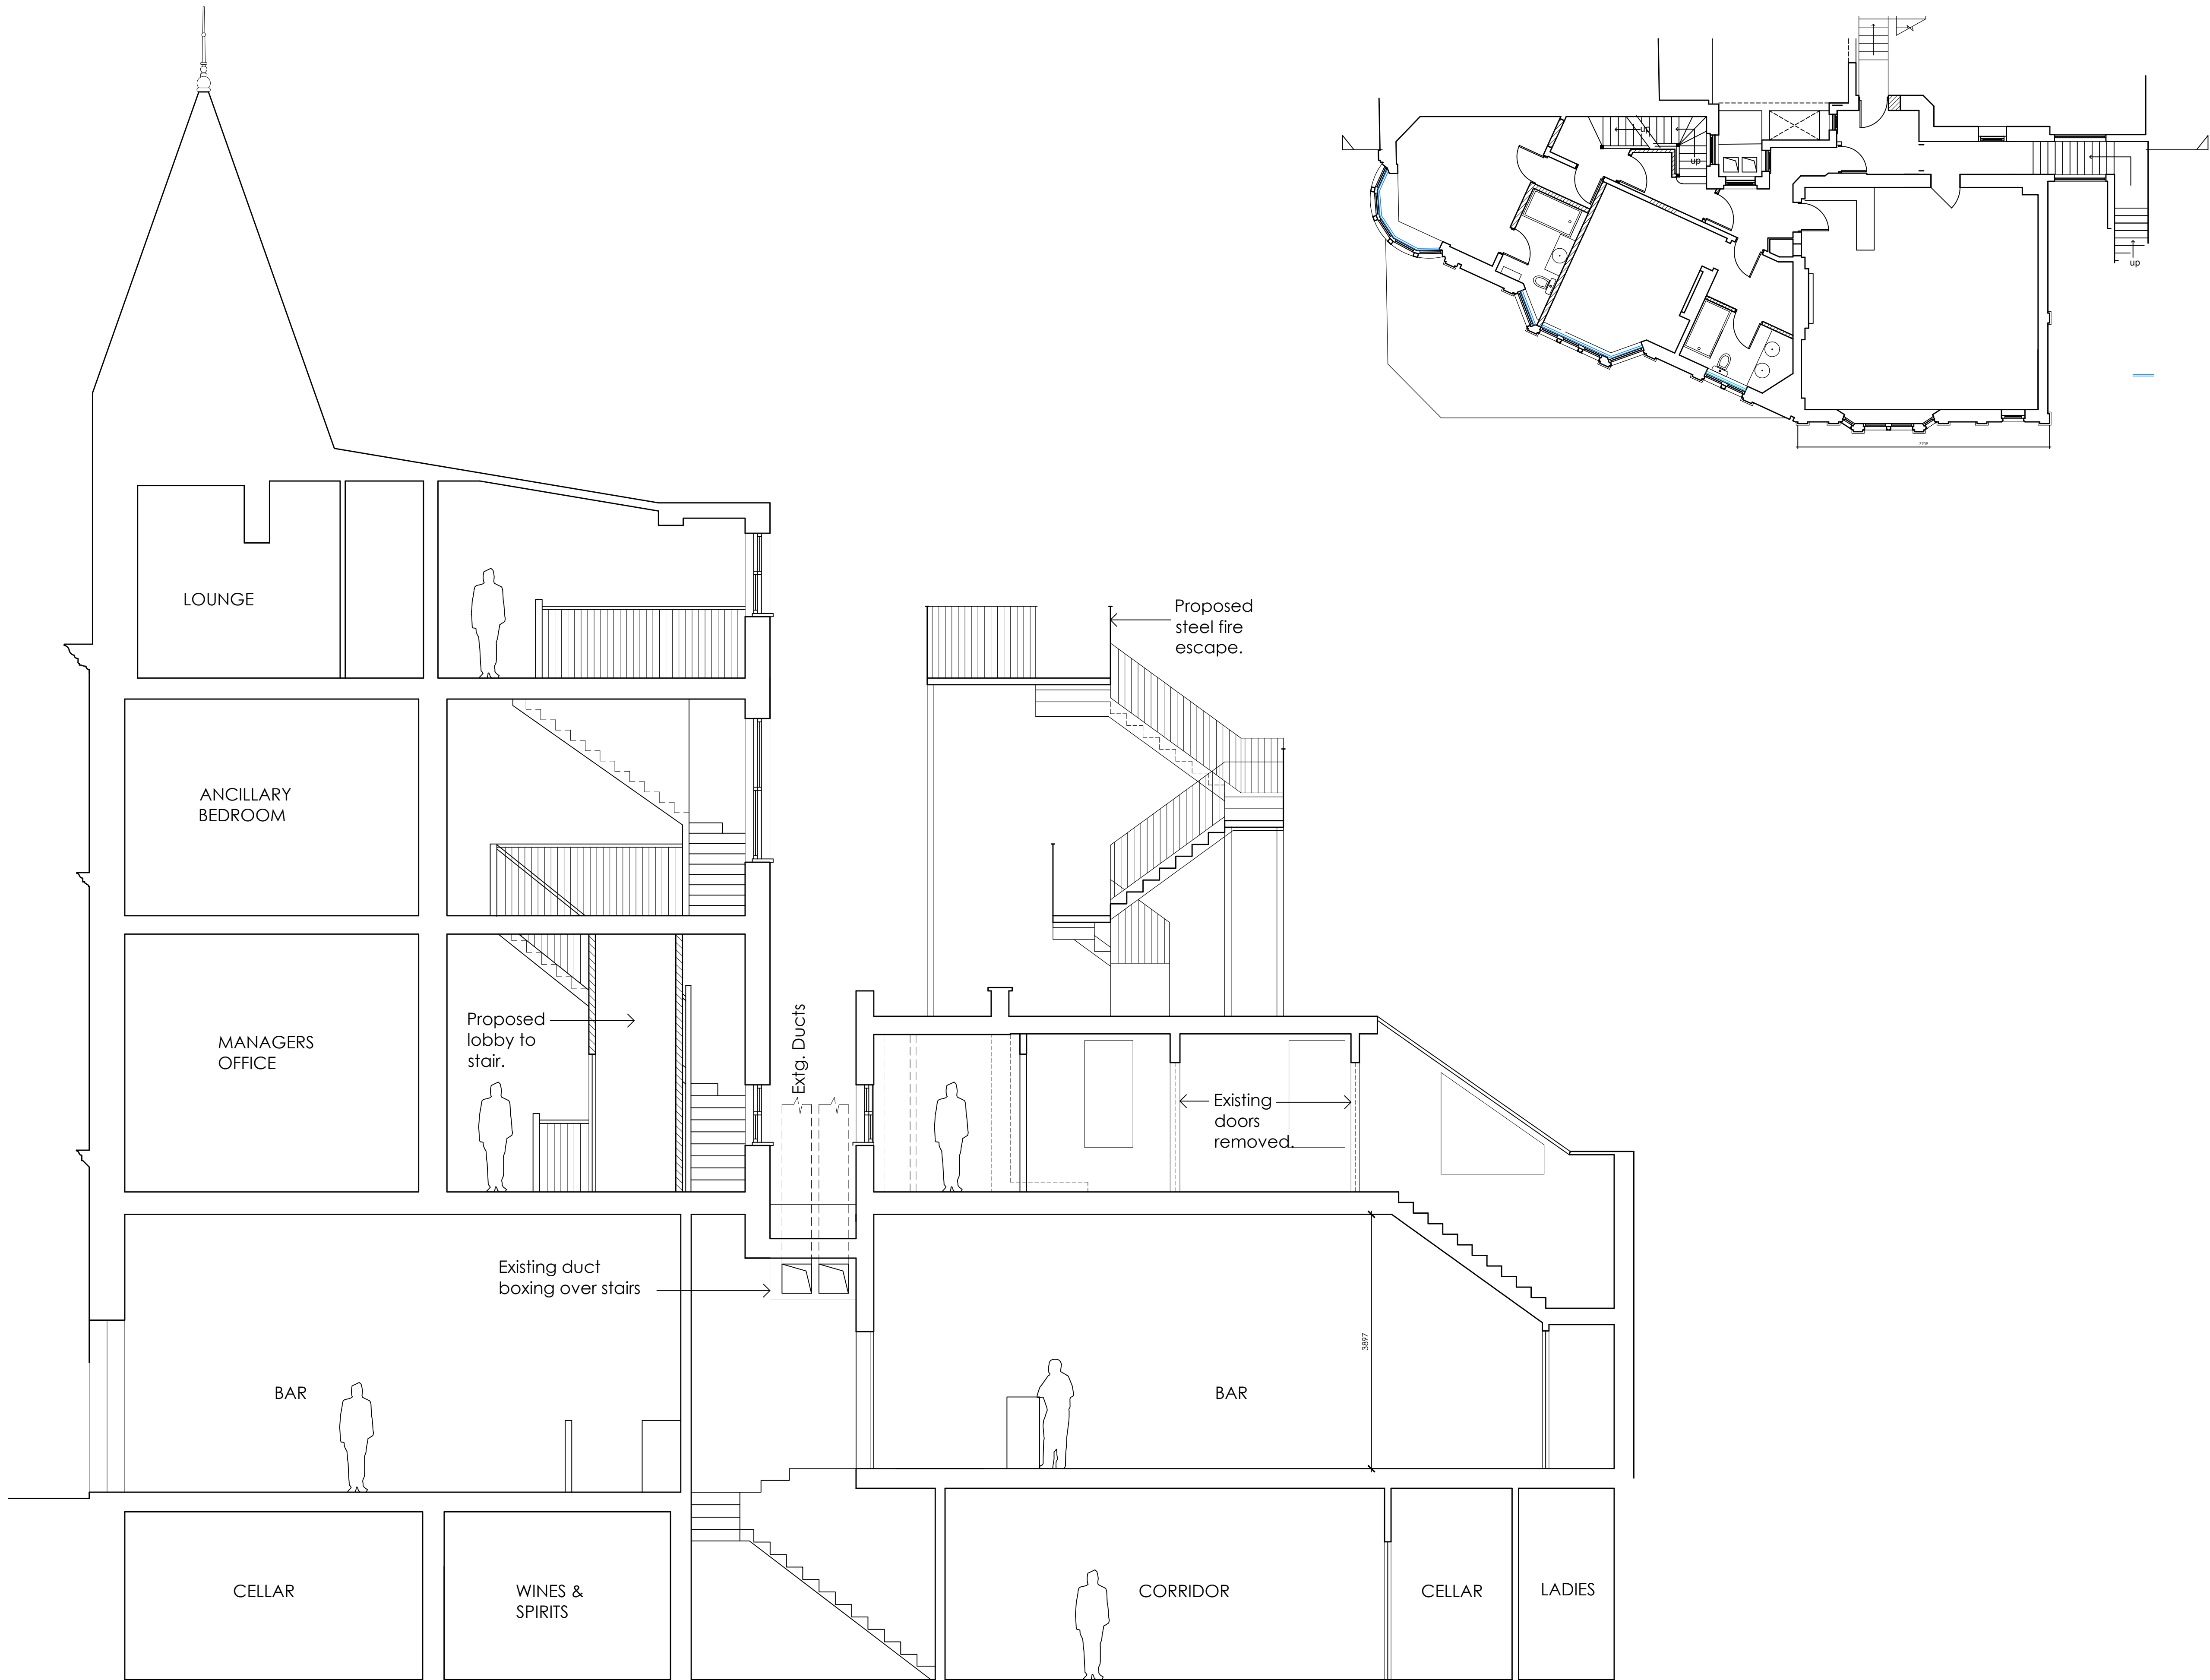 up
up
up
LOUNGE
Proposed
steel fire
escape.
ANCILLARY
BEDROOM
MANAGERS
OFFICE
Proposed
lobby to
stair.
Extg. Ducts
Existing
doors
removed.
Existing duct
boxing over stairs
3897
BAR
BAR
CELLAR
WINES &
SPIRITS
CORRIDOR
CELLAR
LADIES